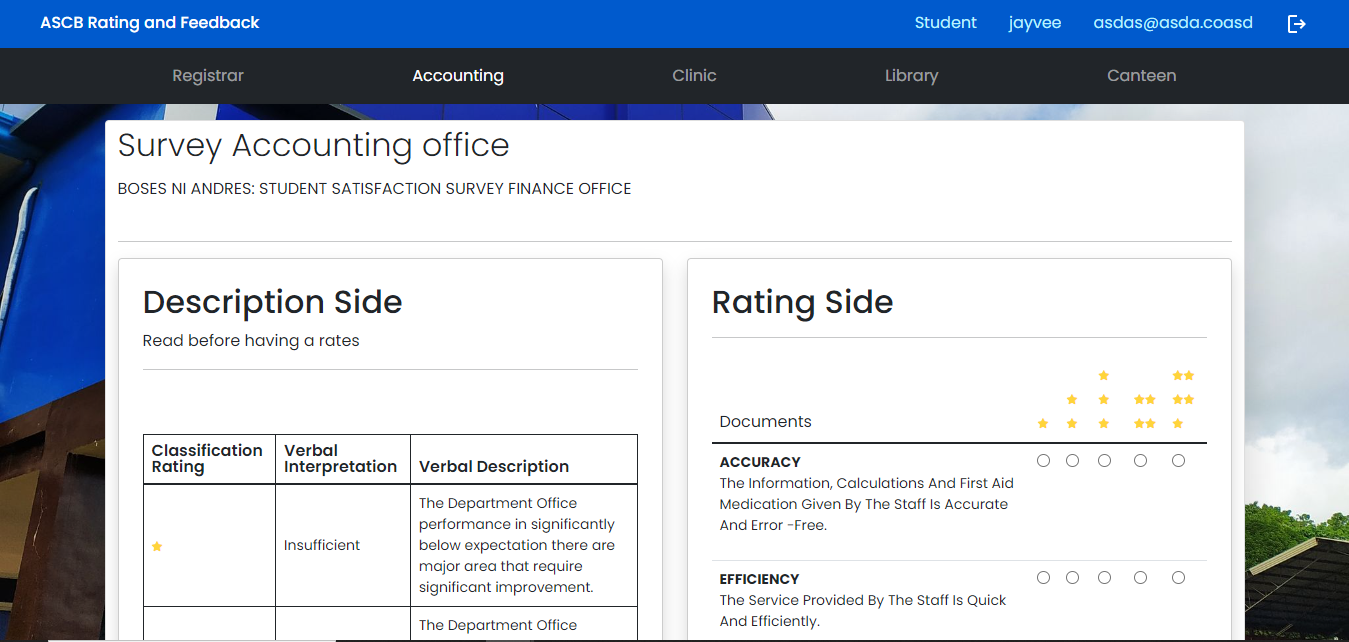 ASCB Rating and Feedback
Student jayvee asdas@asda.coasd
Registrar Accounting Clinic Library Canteen
Survey Accounting office
BOSES NI ANDRES: STUDENT SATISFACTION SURVEY FINANCE OFFICE
Description Side
Read before having a rates
Classification
Rating
Verbal
Interpretation
Verbal Description
Insufficient
The Department Office
performance in significantly
below expectation there are
major area that require
significant improvement.
The Department Office
Rating Side
Documents
ACCURACY
The Information, Calculations And First Aid
Medication Given By The Staff Is Accurate
And Error -Free.
EFFICIENCY
The Service Provided By The Staff Is Quick
And Efficiently.